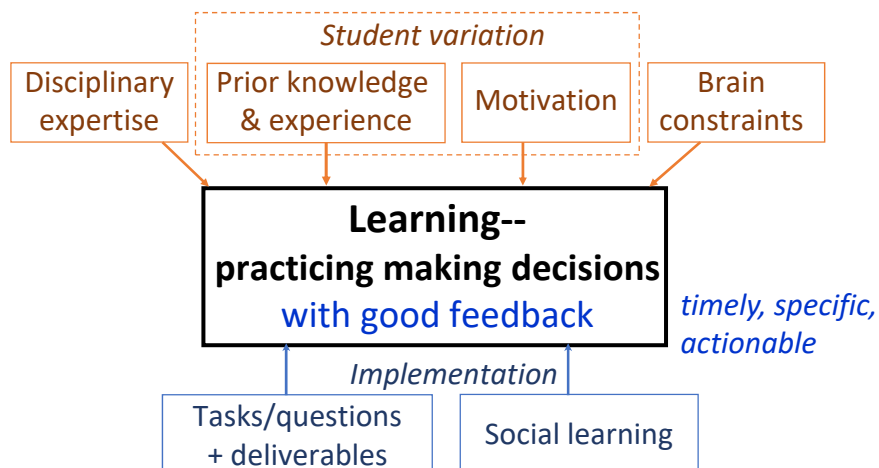 Student variation
Disciplinary
expertise
Prior knowledge
& experience
Motivation
Brain
constraints
Learning--
practicing making decisions
with good feedback
timely, specific,
actionable
Implementation
Tasks/questions
+ deliverables
Social learning